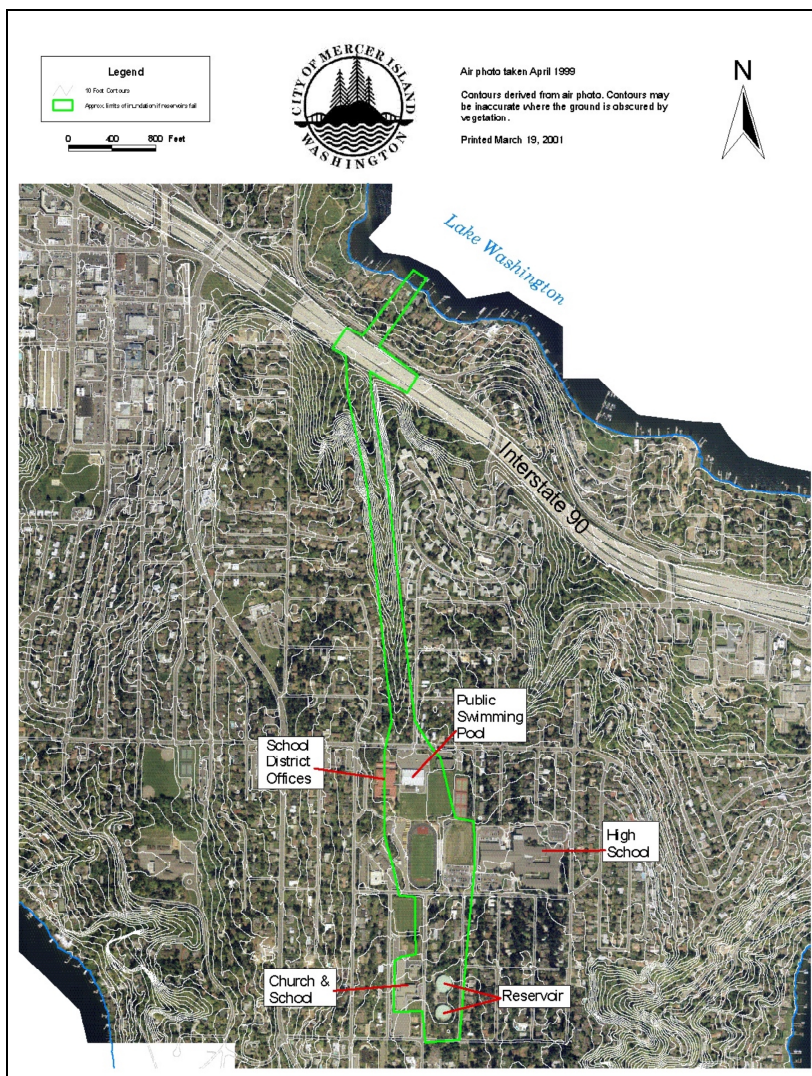 Legend
10 Foot Contours
Approx. limits of inundation if reservoirs fail
0 400 800 Feet
CITY OF MERCER ISLAND
WASHINGTON
Air photo taken April 1999
Contours derived from air photo. Contours may
be inaccurate where the ground is obscured by
vegetation.
Printed March 19, 2001
N
Lake Washington
Interstate 90
Public
Swimming
Pool
School
District
Offices
High
School
Church &
School
Reservoir